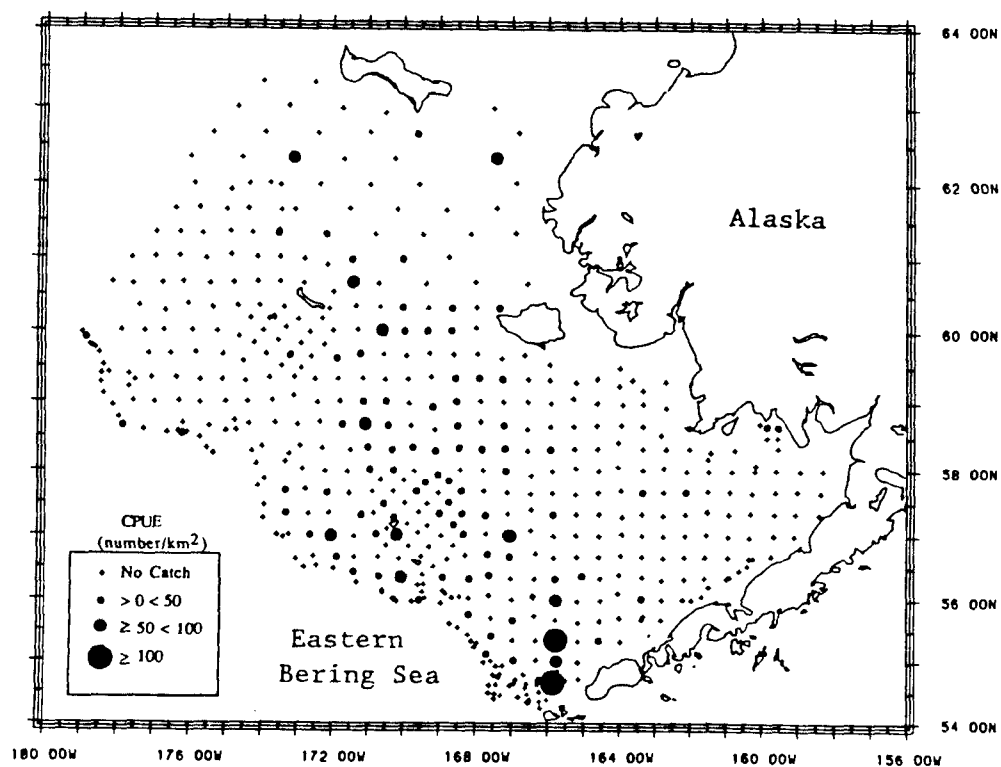 64 00N
62 00N
Alaska
60 00N
58 00N
CPUE
(number/km2)
No Catch
> 0 < 50
≥ 50 < 100
≥ 100
56 00N
Eastern
Bering Sea
54 00N
180 00W
176 00W
172 00W
168 00W
164 00W
160 00W
156 00W